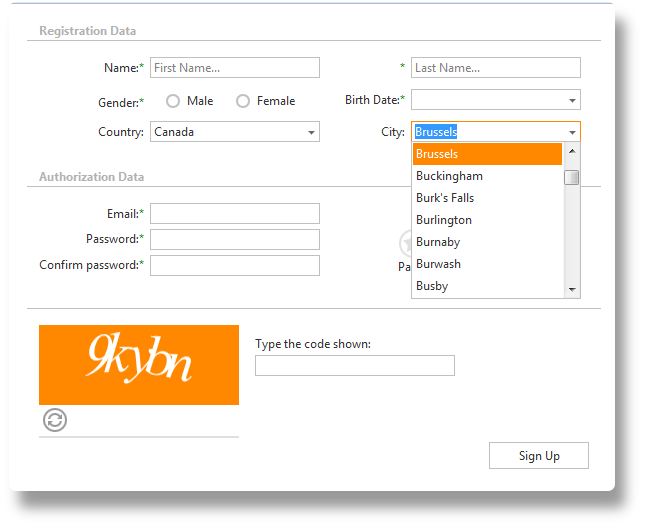 Registration Data
Name:* First Name... * Last Name...
Gender:* Male Female Birth Date:*
Country: Canada City: Brussels
Brussels
Buckingham
Burk's Falls
Burlington
Burnaby
Burwash
Busby
Authorization Data
Email:*
Password:*
Confirm password:* Pa
9kybn
Type the code shown:
Sign Up